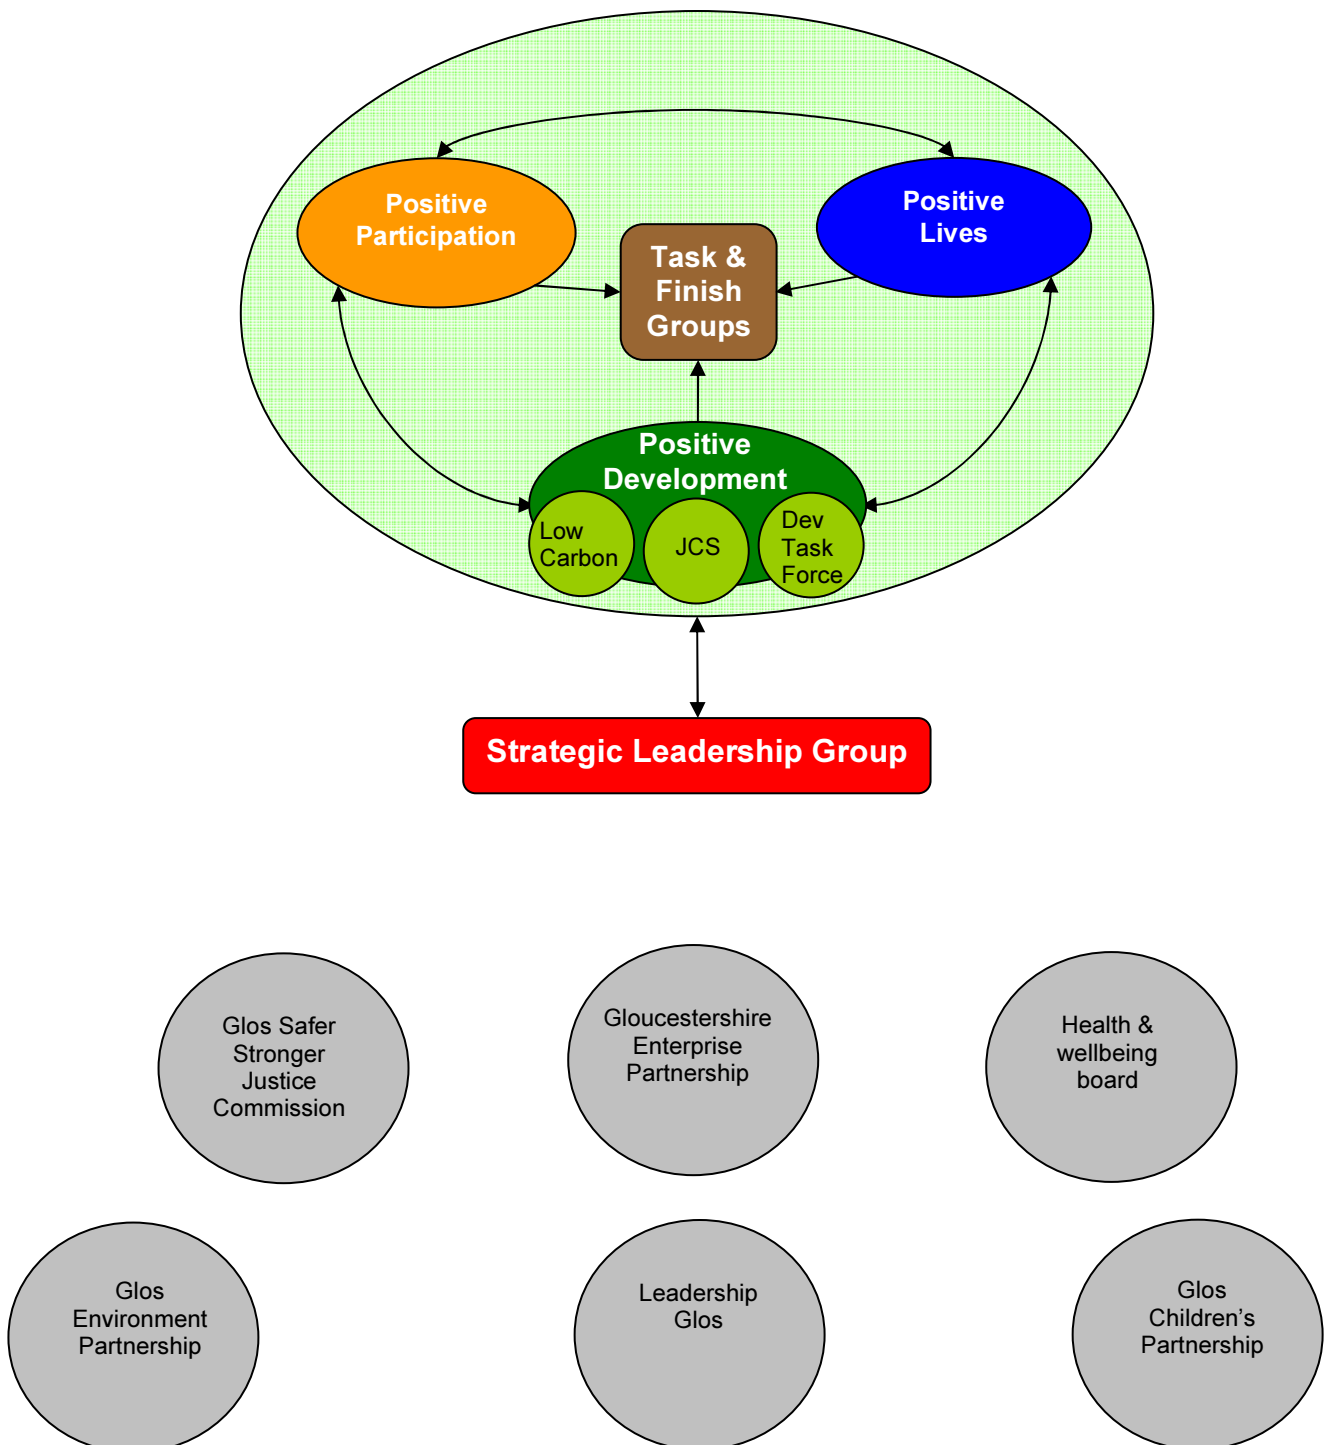 Positive
Participation
Positive
Lives
Task &
Finish
Groups
Positive
Development
Low
Carbon
JCS
Dev
Task
Force
Strategic Leadership Group
Glos Safer
Stronger
Justice
Commission
Gloucestershire
Enterprise
Partnership
Health &
wellbeing
board
Glos
Environment
Partnership
Leadership
Glos
Glos
Children’s
Partnership